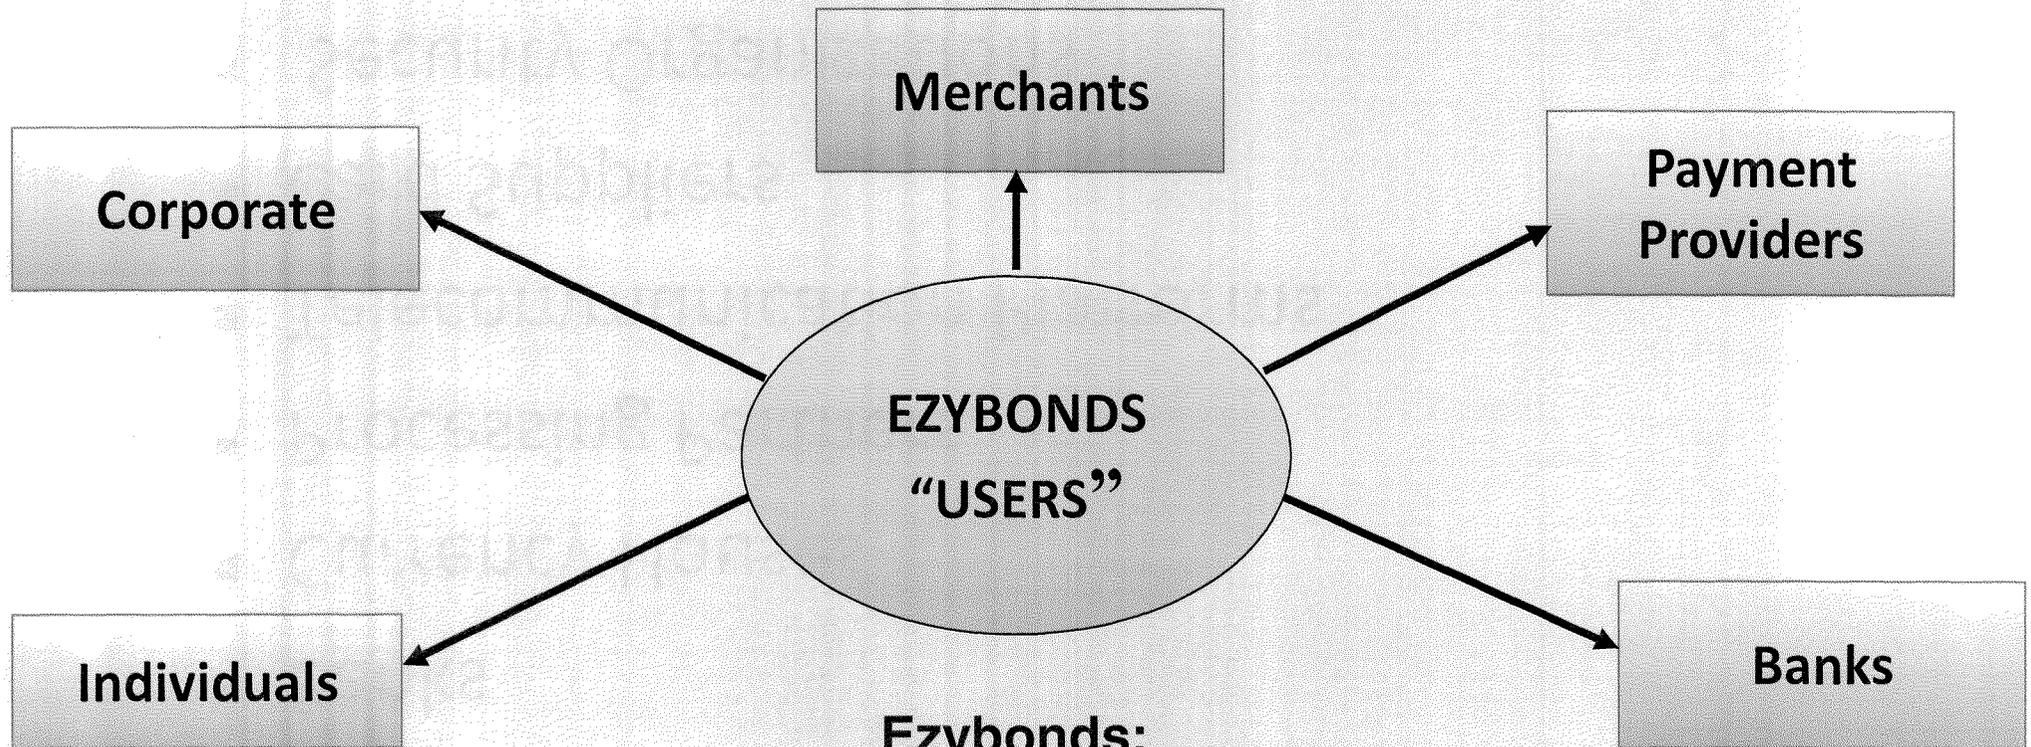 Merchants
Corporate
Payment
Providers
EZYBONDS
“USERS”
Individuals
Banks
Ezybonds: